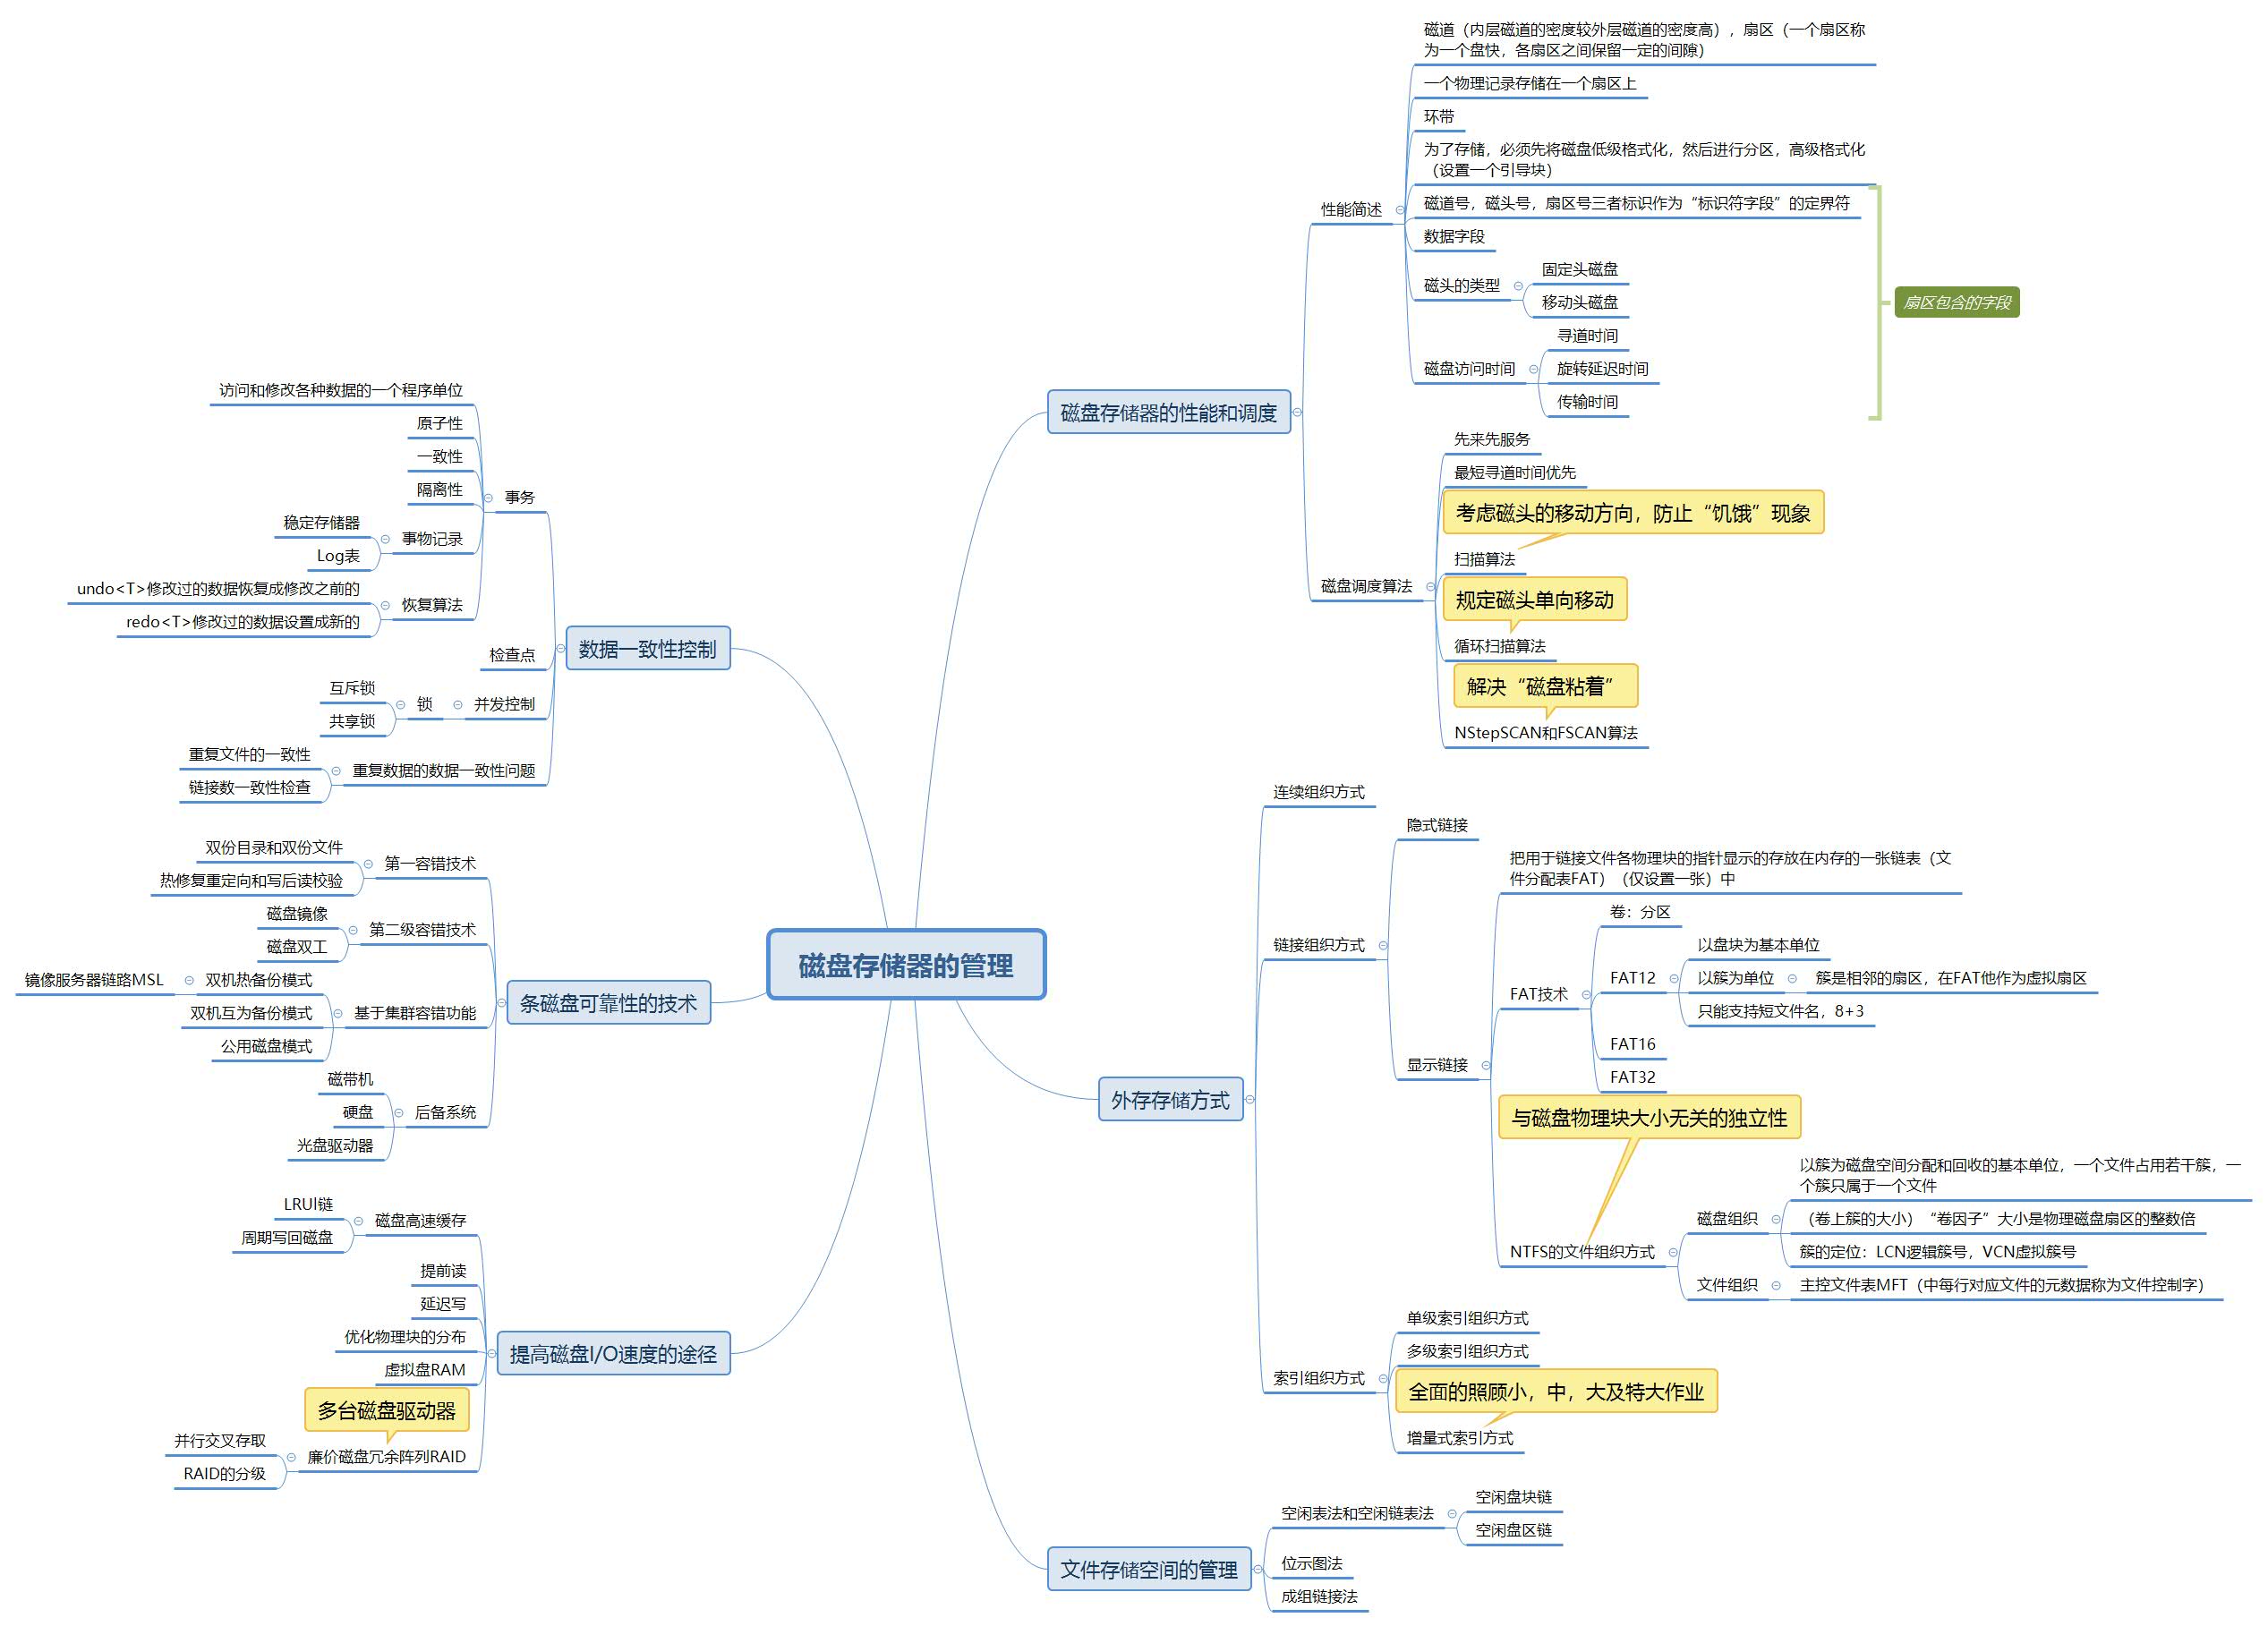 磁盘存储器的管理
磁盘存储器的性能和调度
性能简述
磁道（内层磁道的密度较外层磁道的密度高），扇区（一个扇区称
为一个盘快，各扇区之间保留一定的间隙）
一个物理记录存储在一个扇区上
环带
为了存储，必须先将磁盘低级格式化，然后进行分区，高级格式化
（设置一个引导块）
磁道号，磁头号，扇区号三者标识作为“标识符字段”的定界符
数据字段
磁头的类型
固定头磁盘
移动头磁盘
磁盘访问时间
寻道时间
旋转延迟时间
传输时间
扇区包含的字段
磁盘调度算法
先来先服务
最短寻道时间优先
考虑磁头的移动方向，防止“饥饿”现象
扫描算法
规定磁头单向移动
循环扫描算法
解决“磁盘粘着”
NStepSCAN和FSCAN算法
外存存储方式
连续组织方式
链接组织方式
隐式链接
显示链接
把用于链接文件各物理块的指针显示的存放在内存的一张链表（文
件分配表FAT）（仅设置一张）中
FAT技术
卷：分区
FAT12
以盘块为基本单位
以簇为单位
簇是相邻的扇区，在FAT他作为虚拟扇区
只能支持短文件名，8+3
FAT16
FAT32
与磁盘物理块大小无关的独立性
NTFS的文件组织方式
磁盘组织
以簇为磁盘空间分配和回收的基本单位，一个文件占用若干簇，一
个簇只属于一个文件
（卷上簇的大小）“卷因子”大小是物理磁盘扇区的整数倍
簇的定位：LCN逻辑簇号，VCN虚拟簇号
文件组织
主控文件表MFT（中每行对应文件的元数据称为文件控制字）
索引组织方式
单级索引组织方式
多级索引组织方式
全面的照顾小，中，大及特大作业
增量式索引方式
文件存储空间的管理
空闲表法和空闲链表法
空闲盘块链
空闲盘区链
位示图法
成组链接法
数据一致性控制
事务
访问和修改各种数据的一个程序单位
原子性
一致性
隔离性
事物记录
稳定存储器
Log表
恢复算法
undo<T>修改过的数据恢复成修改之前的
redo<T>修改过的数据设置成新的
检查点
并发控制
锁
互斥锁
共享锁
重复数据的数据一致性问题
重复文件的一致性
链接数一致性检查
条磁盘可靠性的技术
第一容错技术
双份目录和双份文件
热修复重定向和写后读校验
第二级容错技术
磁盘镜像
磁盘双工
基于集群容错功能
双机热备份模式
镜像服务器链路MSL
双机互为备份模式
公用磁盘模式
后备系统
磁带机
硬盘
光盘驱动器
提高磁盘I/O速度的途径
磁盘高速缓存
LRUl链
周期写回磁盘
提前读
延迟写
优化物理块的分布
虚拟盘RAM
多台磁盘驱动器
廉价磁盘冗余阵列RAID
并行交叉存取
RAID的分级